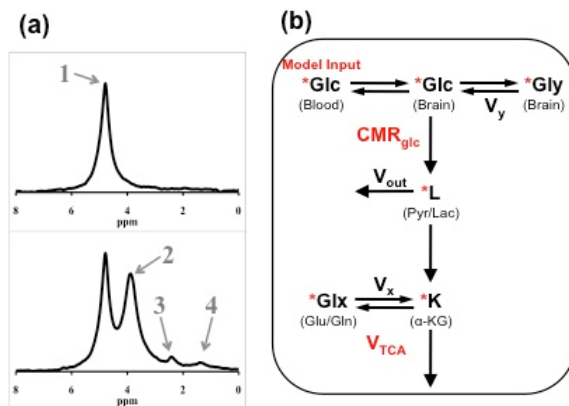 (a)
1
8 6 4 2 0
ppm
2
3 4
8 6 4 2 0
ppm
(b)
Model Input
*Glc *Glc *Gly
(Blood) (Brain) (Brain)
Vy
CMRglc
Vout
*L
(Pyr/Lac)
Vx
*Glx *K
(Glu/Gln) (α-KG)
VTCA